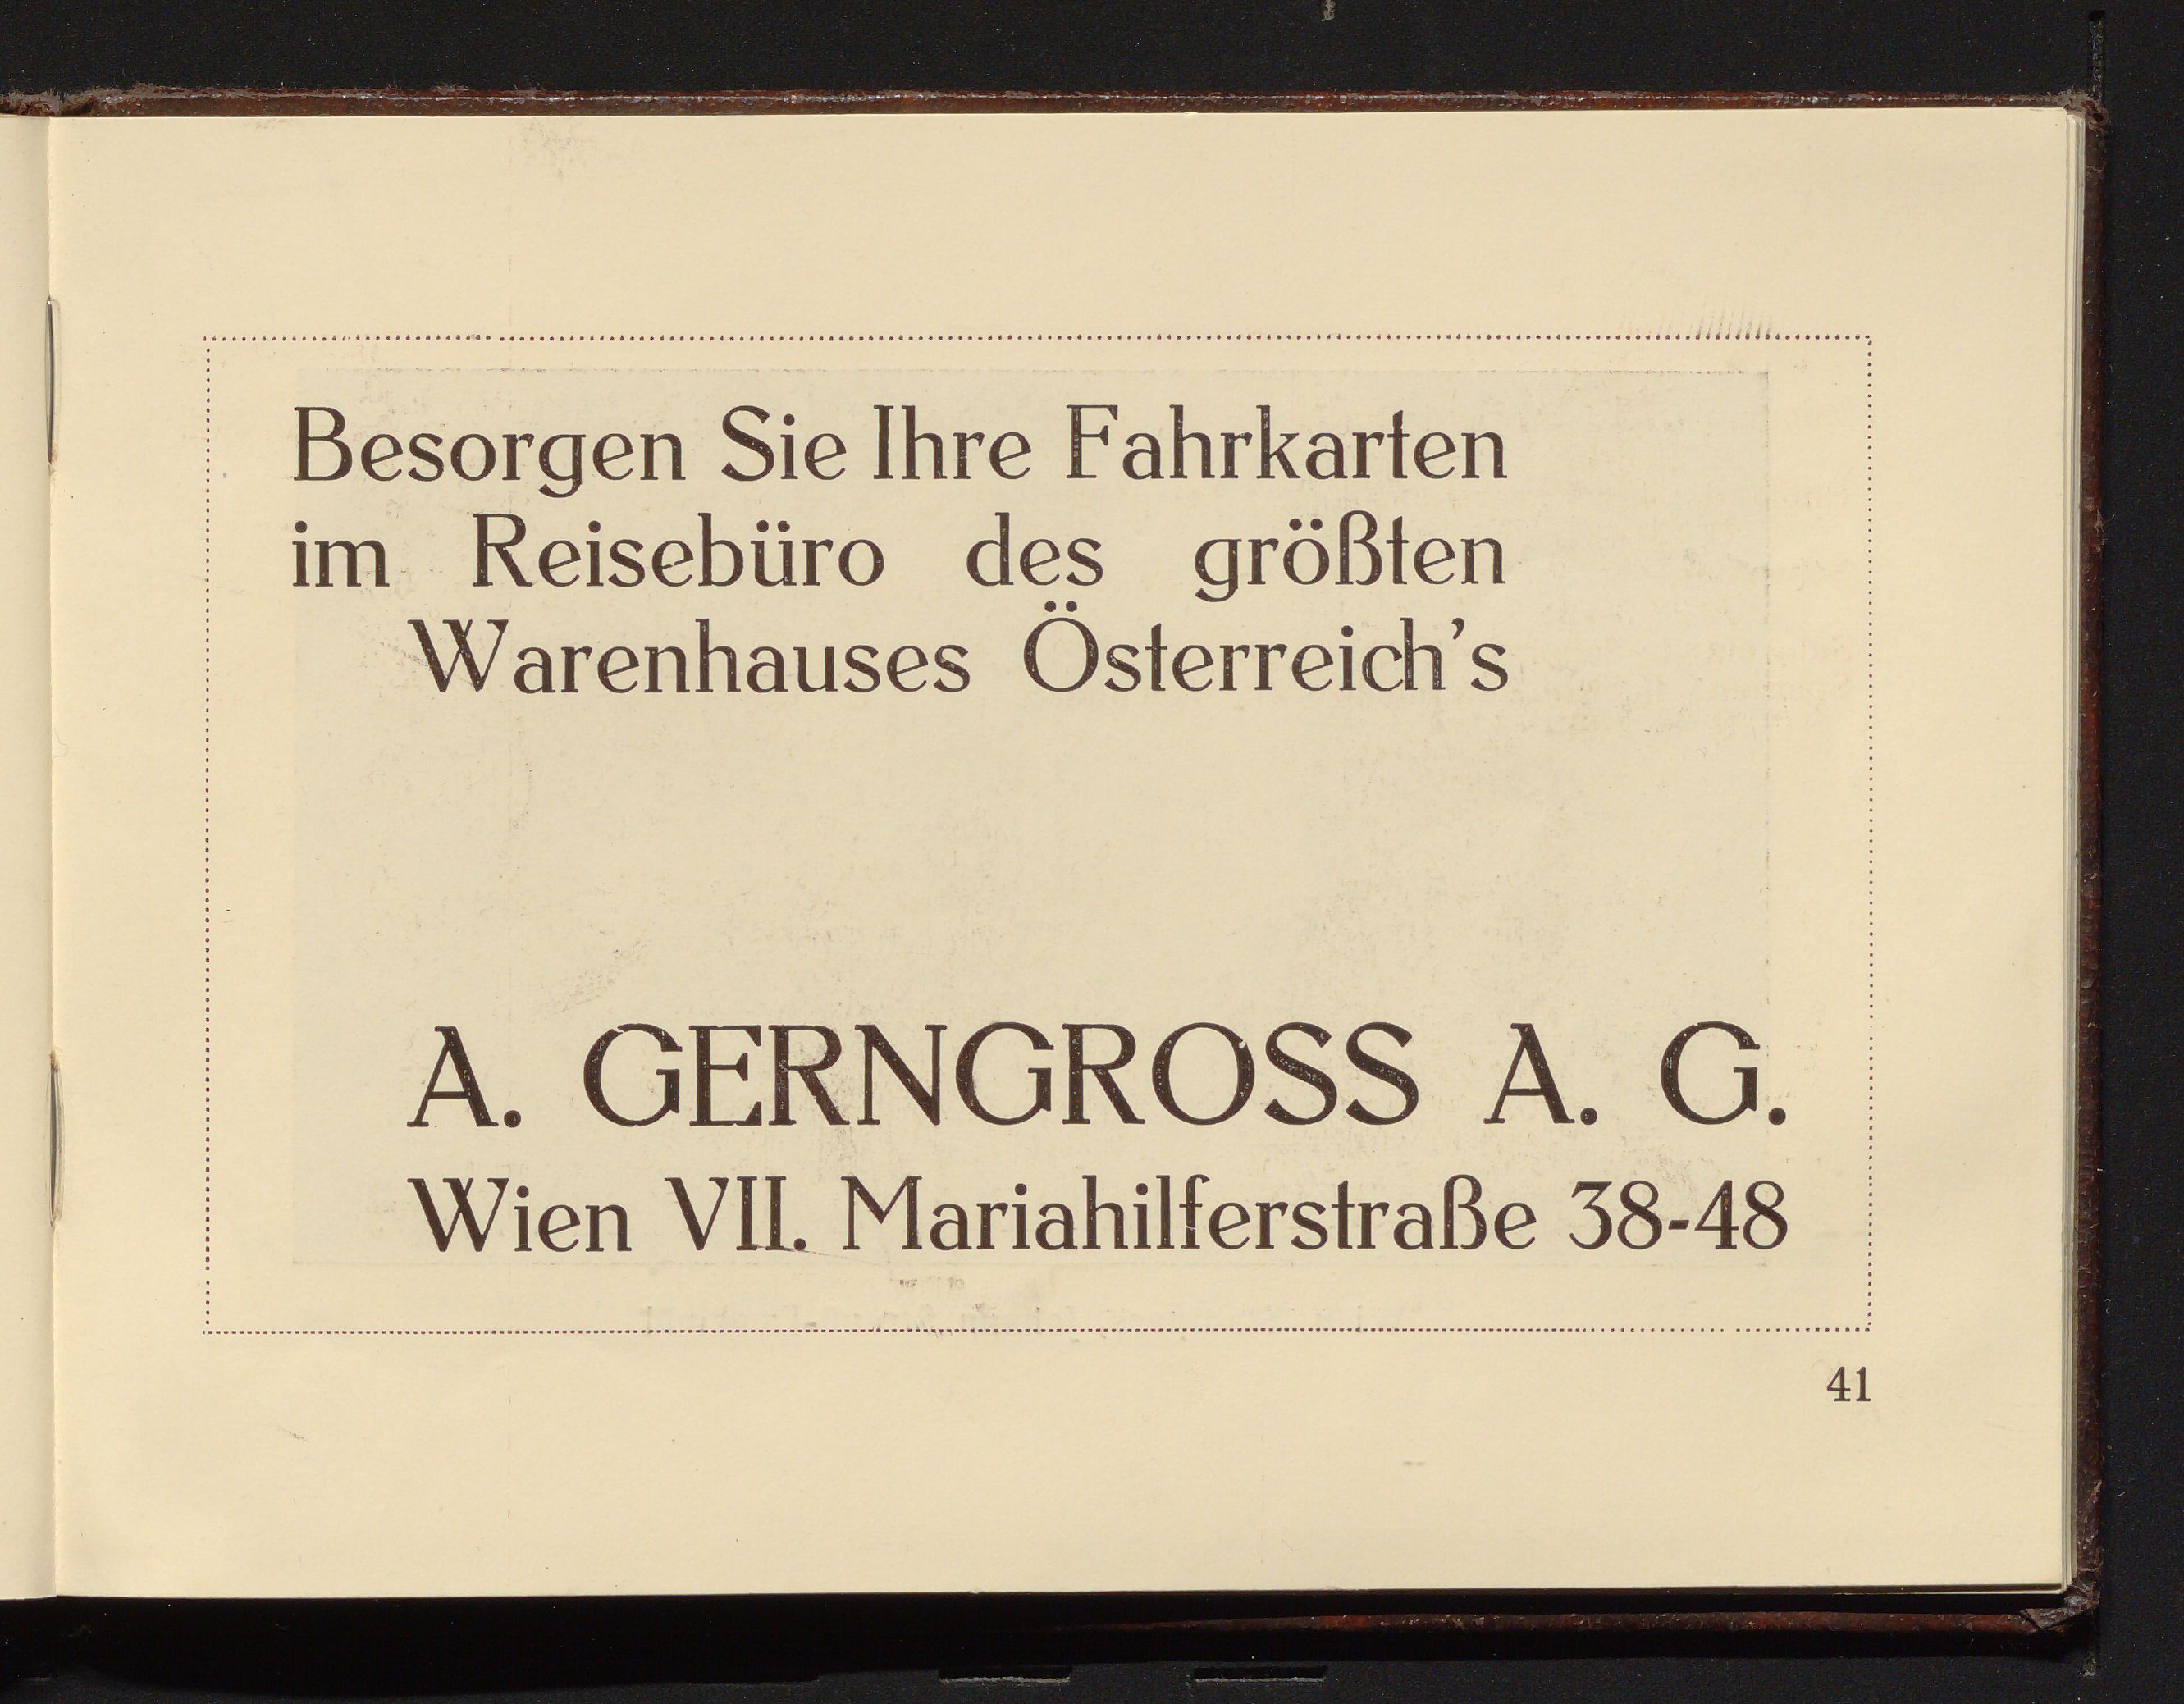 Besorgen Sie Ihre Fahrkarten
im Reisebüro des größten
Warenhauses Österreich's
A. GERNGROSS A. G.
Wien VII. Mariahilferstraße 38-48
41